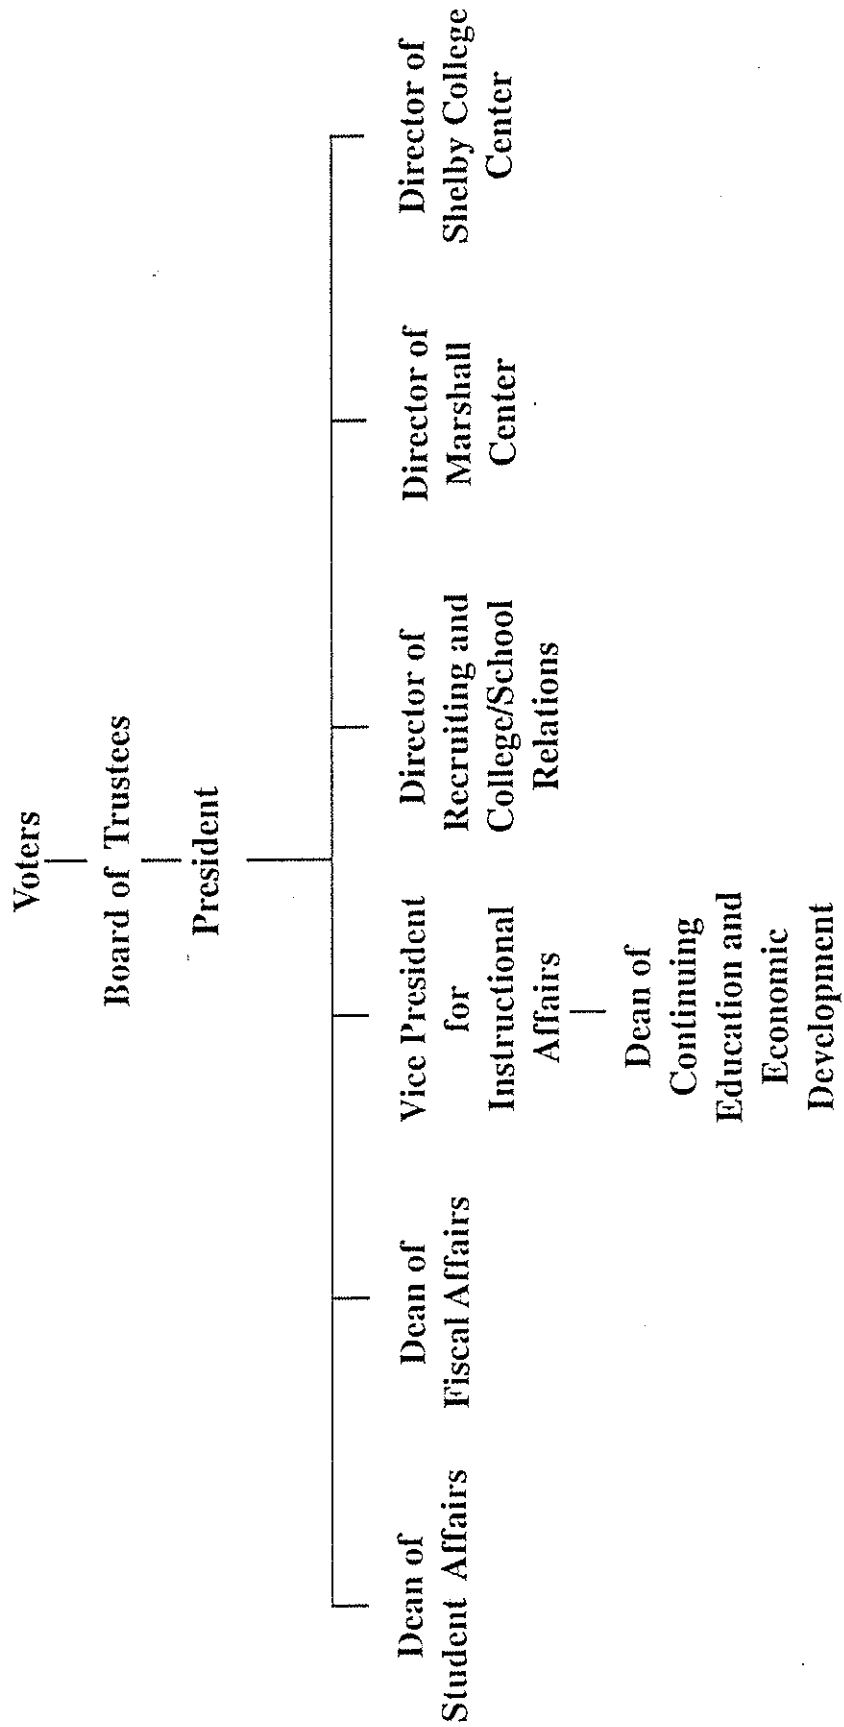 Voters
Board of Trustees
President
Dean of
Student Affairs
Dean of
Fiscal Affairs
Vice President
for
Instructional
Affairs
Dean of
Continuing
Education and
Economic
Development
Director of
Recruiting and
College/School
Relations
Director of
Marshall
Center
Director of
Shelby College
Center